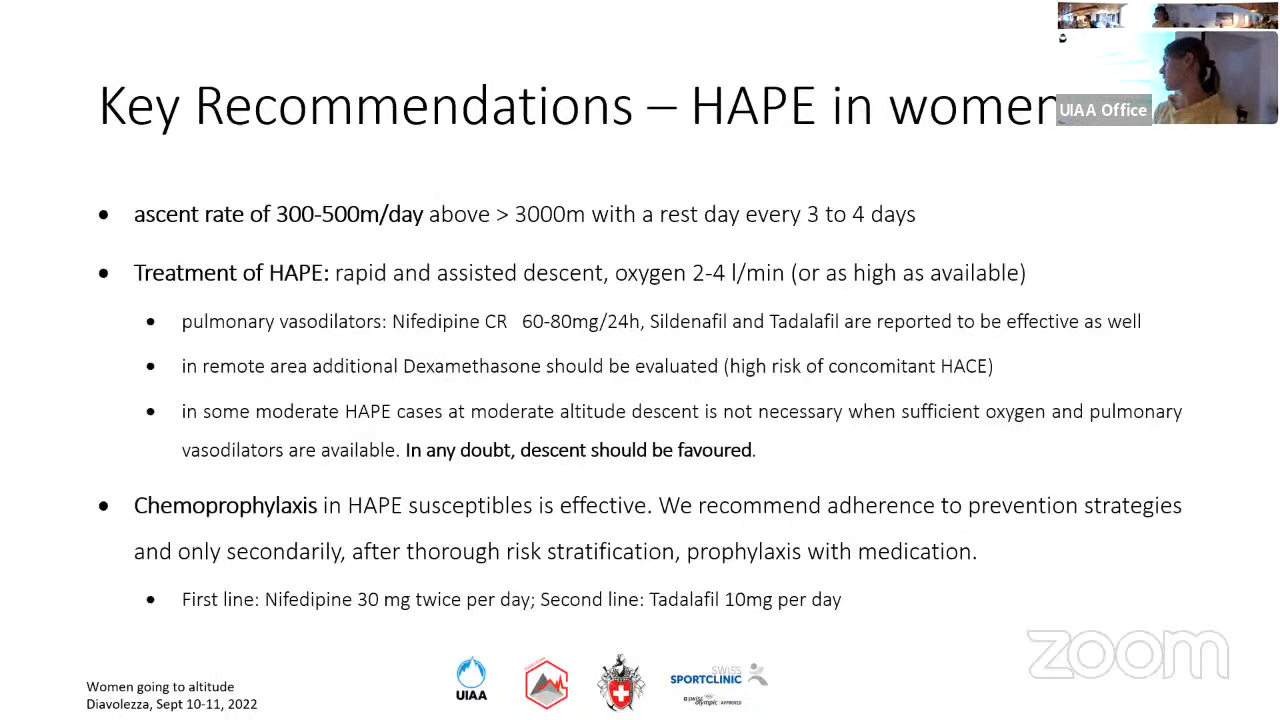 Key Recommendations – HAPE in women
UIAA Office
• ascent rate of 300-500m/day above > 3000m with a rest day every 3 to 4 days
• Treatment of HAPE: rapid and assisted descent, oxygen 2-4 l/min (or as high as available)
• pulmonary vasodilators: Nifedipine CR 60-80mg/24h, Sildenafil and Tadalafil are reported to be effective as well
• in remote area additional Dexamethasone should be evaluated (high risk of concomitant HACE)
• in some moderate HAPE cases at moderate altitude descent is not necessary when sufficient oxygen and pulmonary
vasodilators are available. In any doubt, descent should be favoured.
• Chemoprophylaxis in HAPE susceptibles is effective. We recommend adherence to prevention strategies
and only secondarily, after thorough risk stratification, prophylaxis with medication.
• First line: Nifedipine 30 mg twice per day; Second line: Tadalafil 10mg per day
zoom
Women going to altitude
Diavolezza, Sept 10-11, 2022
UIAA
SWISS
SPORTCLINIC